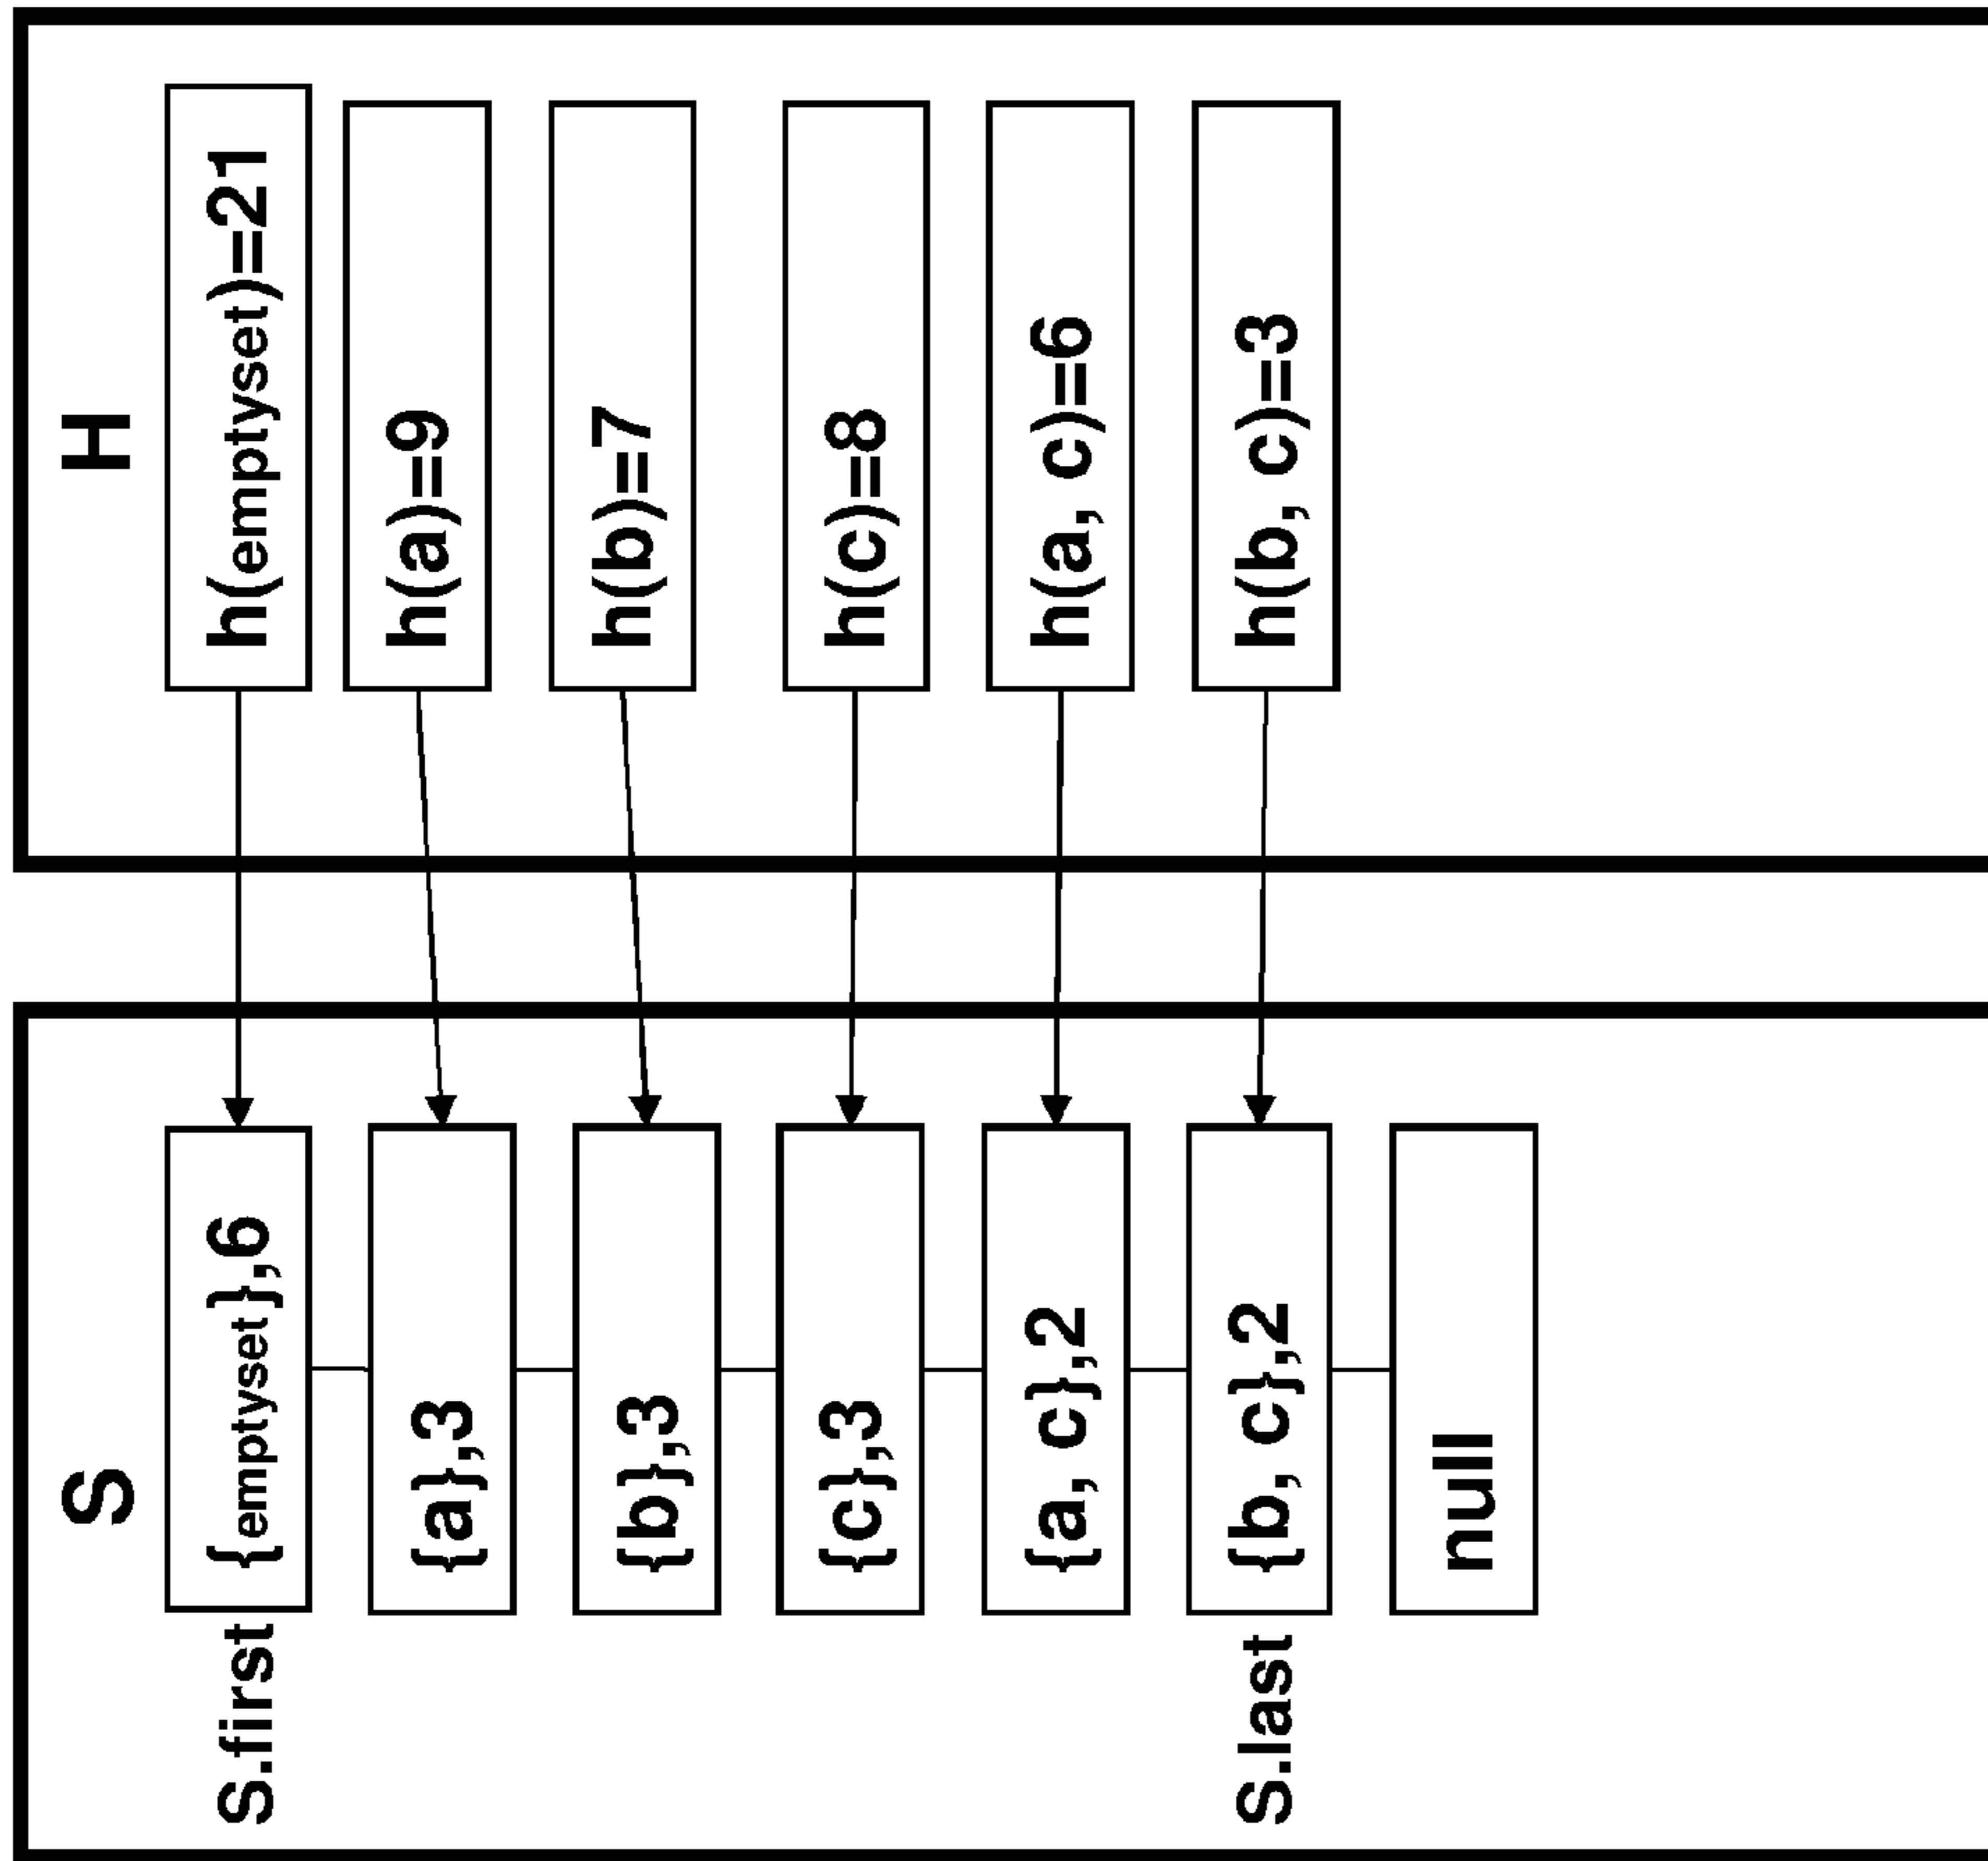 S
H
S.first
{emptyset},6
h(emptyset)=21
{a},3
h(a)=9
{b},3
h(b)=7
{c},3
h(c)=8
{a, c},2
h(a, c)=6
S.last
{b, c},2
h(b, c)=3
null